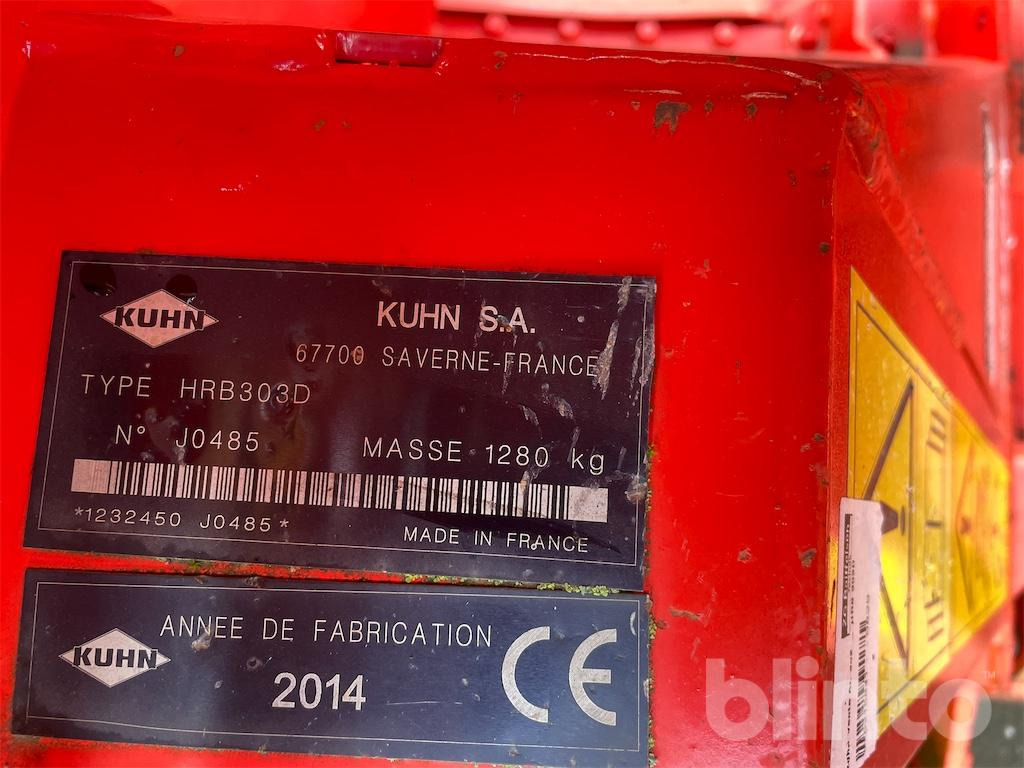 KUHN
KUHN S.A.
67700 SAVERNE-FRANCE
TYPE HRB303D
N° J0485
MASSE 1280 kg
*1232450 J0485*
MADE IN FRANCE
KUHN
ANNEE DE FABRICATION
2014
CE
blinto™